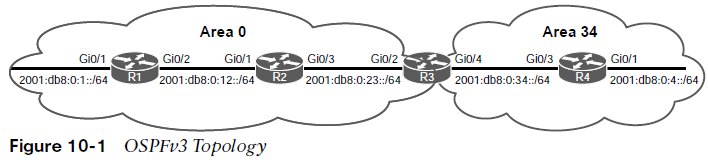 Area 0 Area 34
Gi0/1 Gi0/2 Gi0/1 Gi0/3 Gi0/2 Gi0/4 Gi0/3 Gi0/1
R1 R2 R3 R4
2001:db8:0:1::/64 2001:db8:0:12::/64 2001:db8:0:23::/64 2001:db8:0:34::/64 2001:db8:0:4::/64
Figure 10-1 OSPFv3 Topology